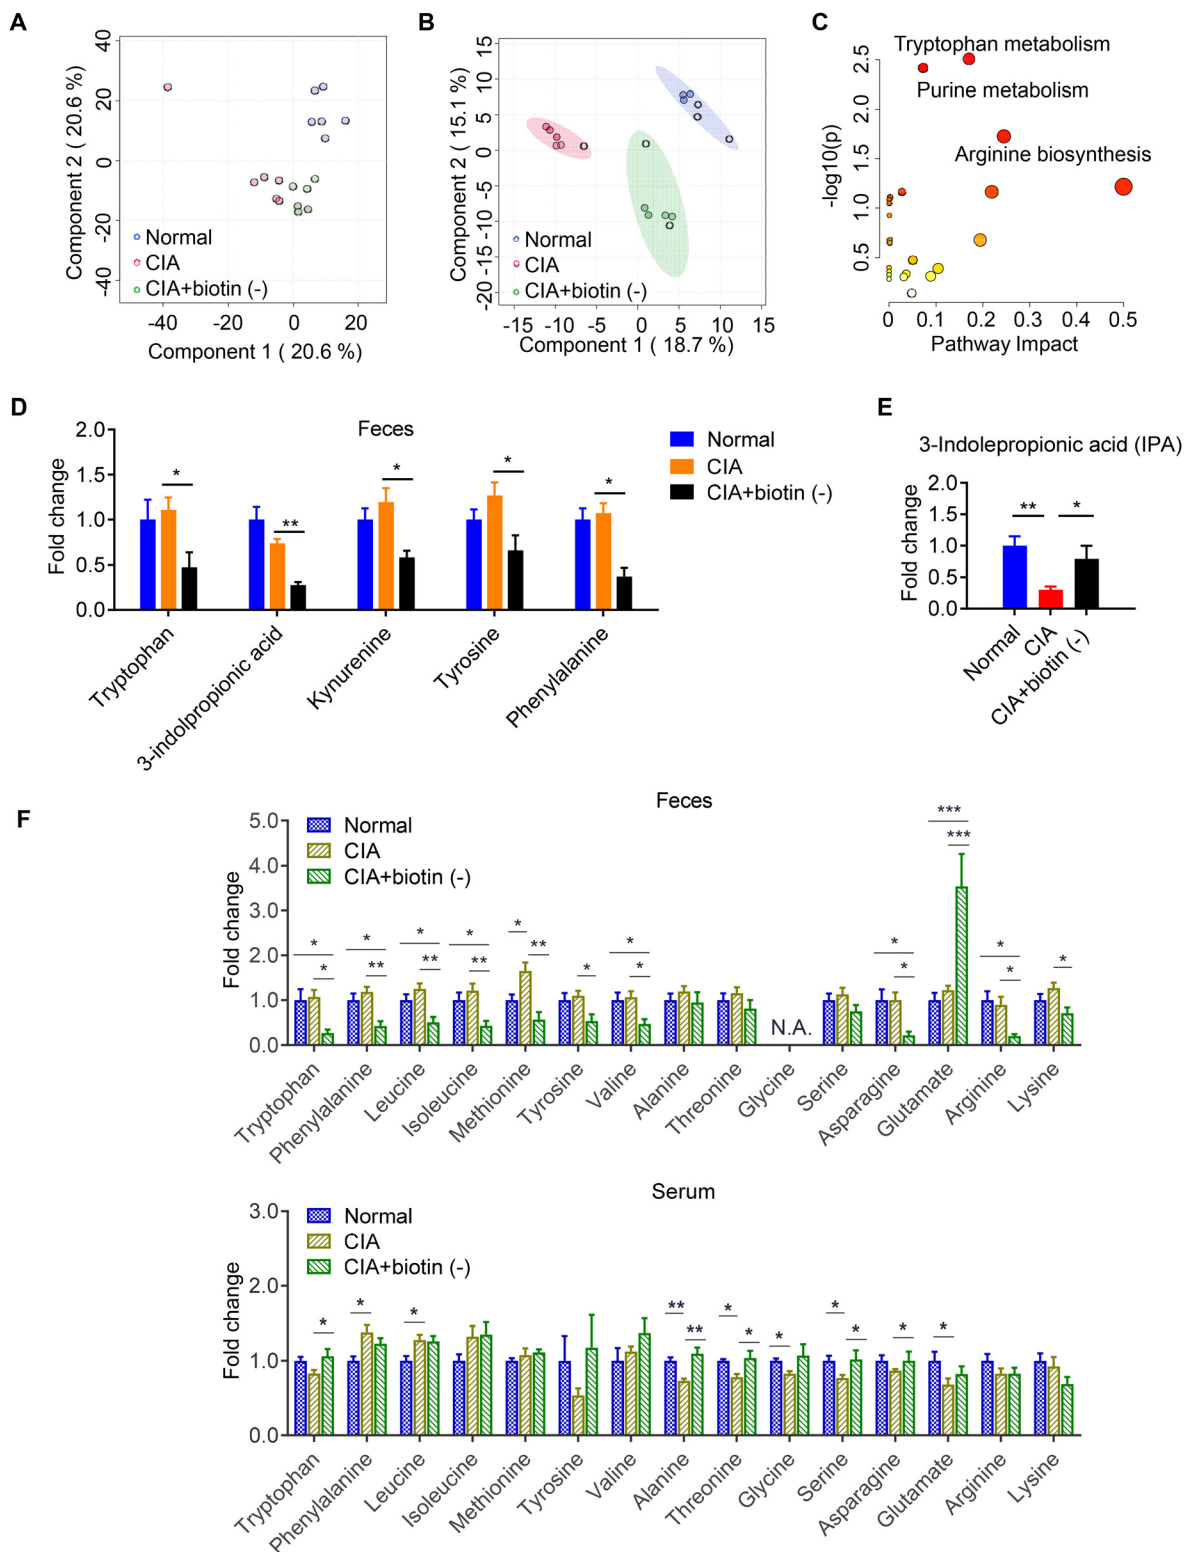 A
40
20
0
-20
-40
Component 2 ( 20.6 %)
Normal
CIA
CIA+biotin (-)
-40
-20
0
20
Component 1 ( 20.6 %)
B
15
10
5
0
-5
-10
-15
-20
Component 2 ( 15.1 %)
Normal
CIA
CIA+biotin (-)
-15
-10
-5
0
5
10
15
Component 1 ( 18.7 %)
C
Tryptophan metabolism
Purine metabolism
Arginine biosynthesis
2.5
2.0
1.5
1.0
0.5
-log10(p)
0
0.1
0.2
0.3
0.4
0.5
Pathway Impact
D
Feces
2.0
1.5
1.0
0.5
0.0
Fold change
*
**
*
*
*
Normal
CIA
CIA+biotin (-)
Tryptophan
3-indolpropionic acid
Kynurenine
Tyrosine
Phenylalanine
E
3-Indolepropionic acid (IPA)
2.0
1.5
1.0
0.5
0.0
Fold change
**
*
Normal
CIA
CIA+biotin (-)
F
Feces
5.0
4.0
3.0
2.0
1.0
0.0
Fold change
Normal
CIA
CIA+biotin (-)
*
*
*
**
*
**
*
**
*
**
*
*
*
N.A.
*
*
***
***
*
*
*
Tryptophan
Phenylalanine
Leucine
Isoleucine
Methionine
Tyrosine
Valine
Alanine
Threonine
Glycine
Serine
Asparagine
Glutamate
Arginine
Lysine
Serum
3.0
2.0
1.0
0.0
Fold change
Normal
CIA
CIA+biotin (-)
*
*
*
**
**
*
*
*
*
*
*
*
Tryptophan
Phenylalanine
Leucine
Isoleucine
Methionine
Tyrosine
Valine
Alanine
Threonine
Glycine
Serine
Asparagine
Glutamate
Arginine
Lysine